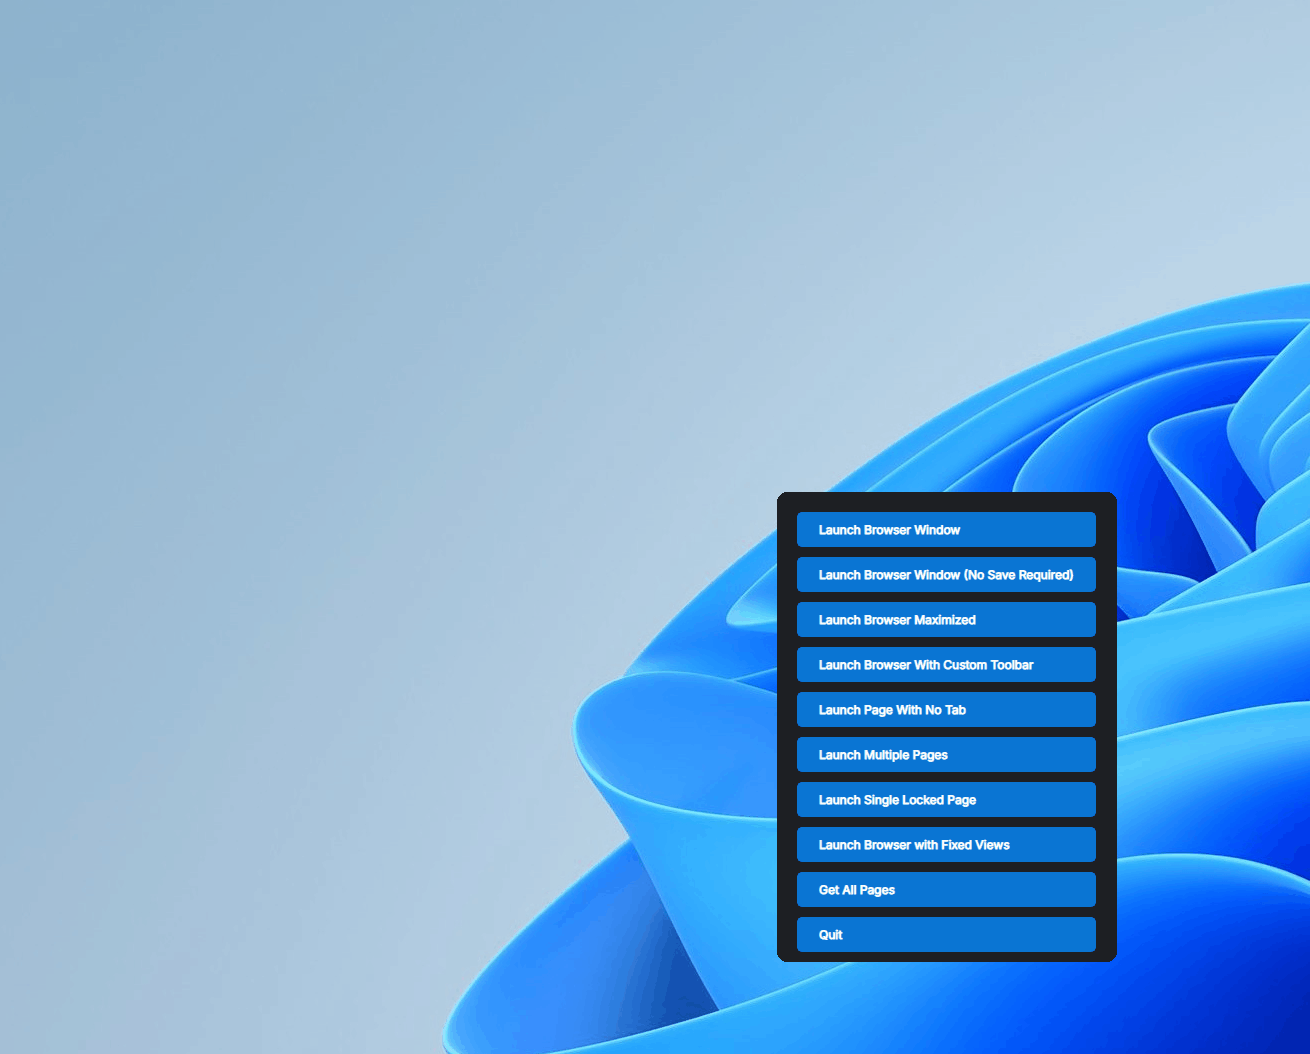 Launch Browser Window
Launch Browser Window (No Save Required)
Launch Browser Maximized
Launch Browser With Custom Toolbar
Launch Page With No Tab
Launch Multiple Pages
Launch Single Locked Page
Launch Browser with Fixed Views
Get All Pages
Quit